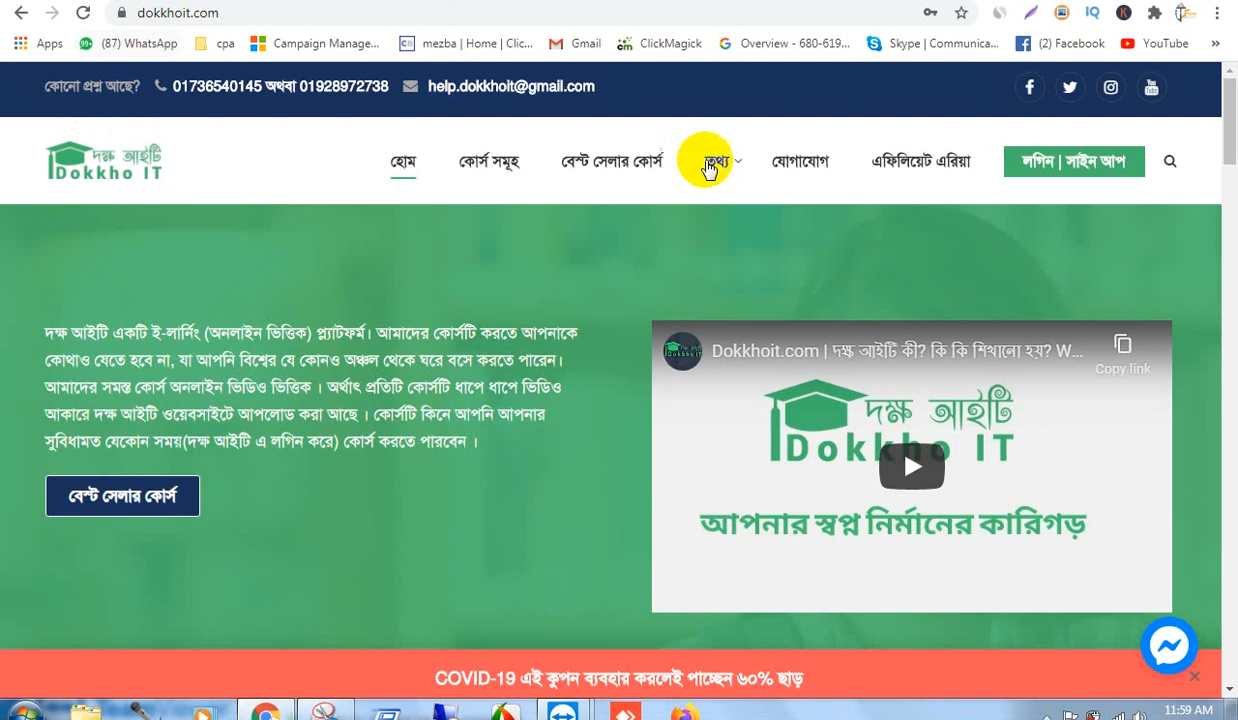 dokkhoit.com
Apps
(87) WhatsApp
cpa
Campaign Manage...
mezba | Home | Clic...
Gmail
ClickMagick
Overview - 680-619...
Skype | Communica...
(2) Facebook
YouTube
»
কোনো প্রশ্ন আছে?
01736540145 অথবা 01928972738
help.dokkhoit@gmail.com
দক্ষ আইটি
Dokkho IT
হোম
কোর্স সমূহ
বেস্ট সেলার কোর্স
তথ্য
যোগাযোগ
এফিলিয়েট এরিয়া
লগিন | সাইন আপ
দক্ষ আইটি একটি ই-লার্নিং (অনলাইন ভিত্তিক) প্ল্যাটফর্ম। আমাদের কোর্সটি করতে আপনাকে
কোথাও যেতে হবে না, যা আপনি বিশ্বের যে কোনও অঞ্চল থেকে ঘরে বসে করতে পারেন।
আমাদের সমস্ত কোর্স অনলাইন ভিডিও ভিত্তিক । অর্থাৎ প্রতিটি কোর্সটি ধাপে ধাপে ভিডিও
আকারে দক্ষ আইটি ওয়েবসাইটে আপলোড করা আছে । কোর্সটি কিনে আপনি আপনার
সুবিধামত যেকোন সময়(দক্ষ আইটি এ লগিন করে) কোর্স করতে পারবেন ।
বেস্ট সেলার কোর্স
Dokkhoit.com | দক্ষ আইটি কী? কি কি শিখানো হয়? W...
Copy link
দক্ষ আইটি
Dokkho IT
আপনার স্বপ্ন নির্মানের কারিগড়
COVID-19 এই কুপন ব্যবহার করলেই পাচ্ছেন ৬০% ছাড়
11:59 AM